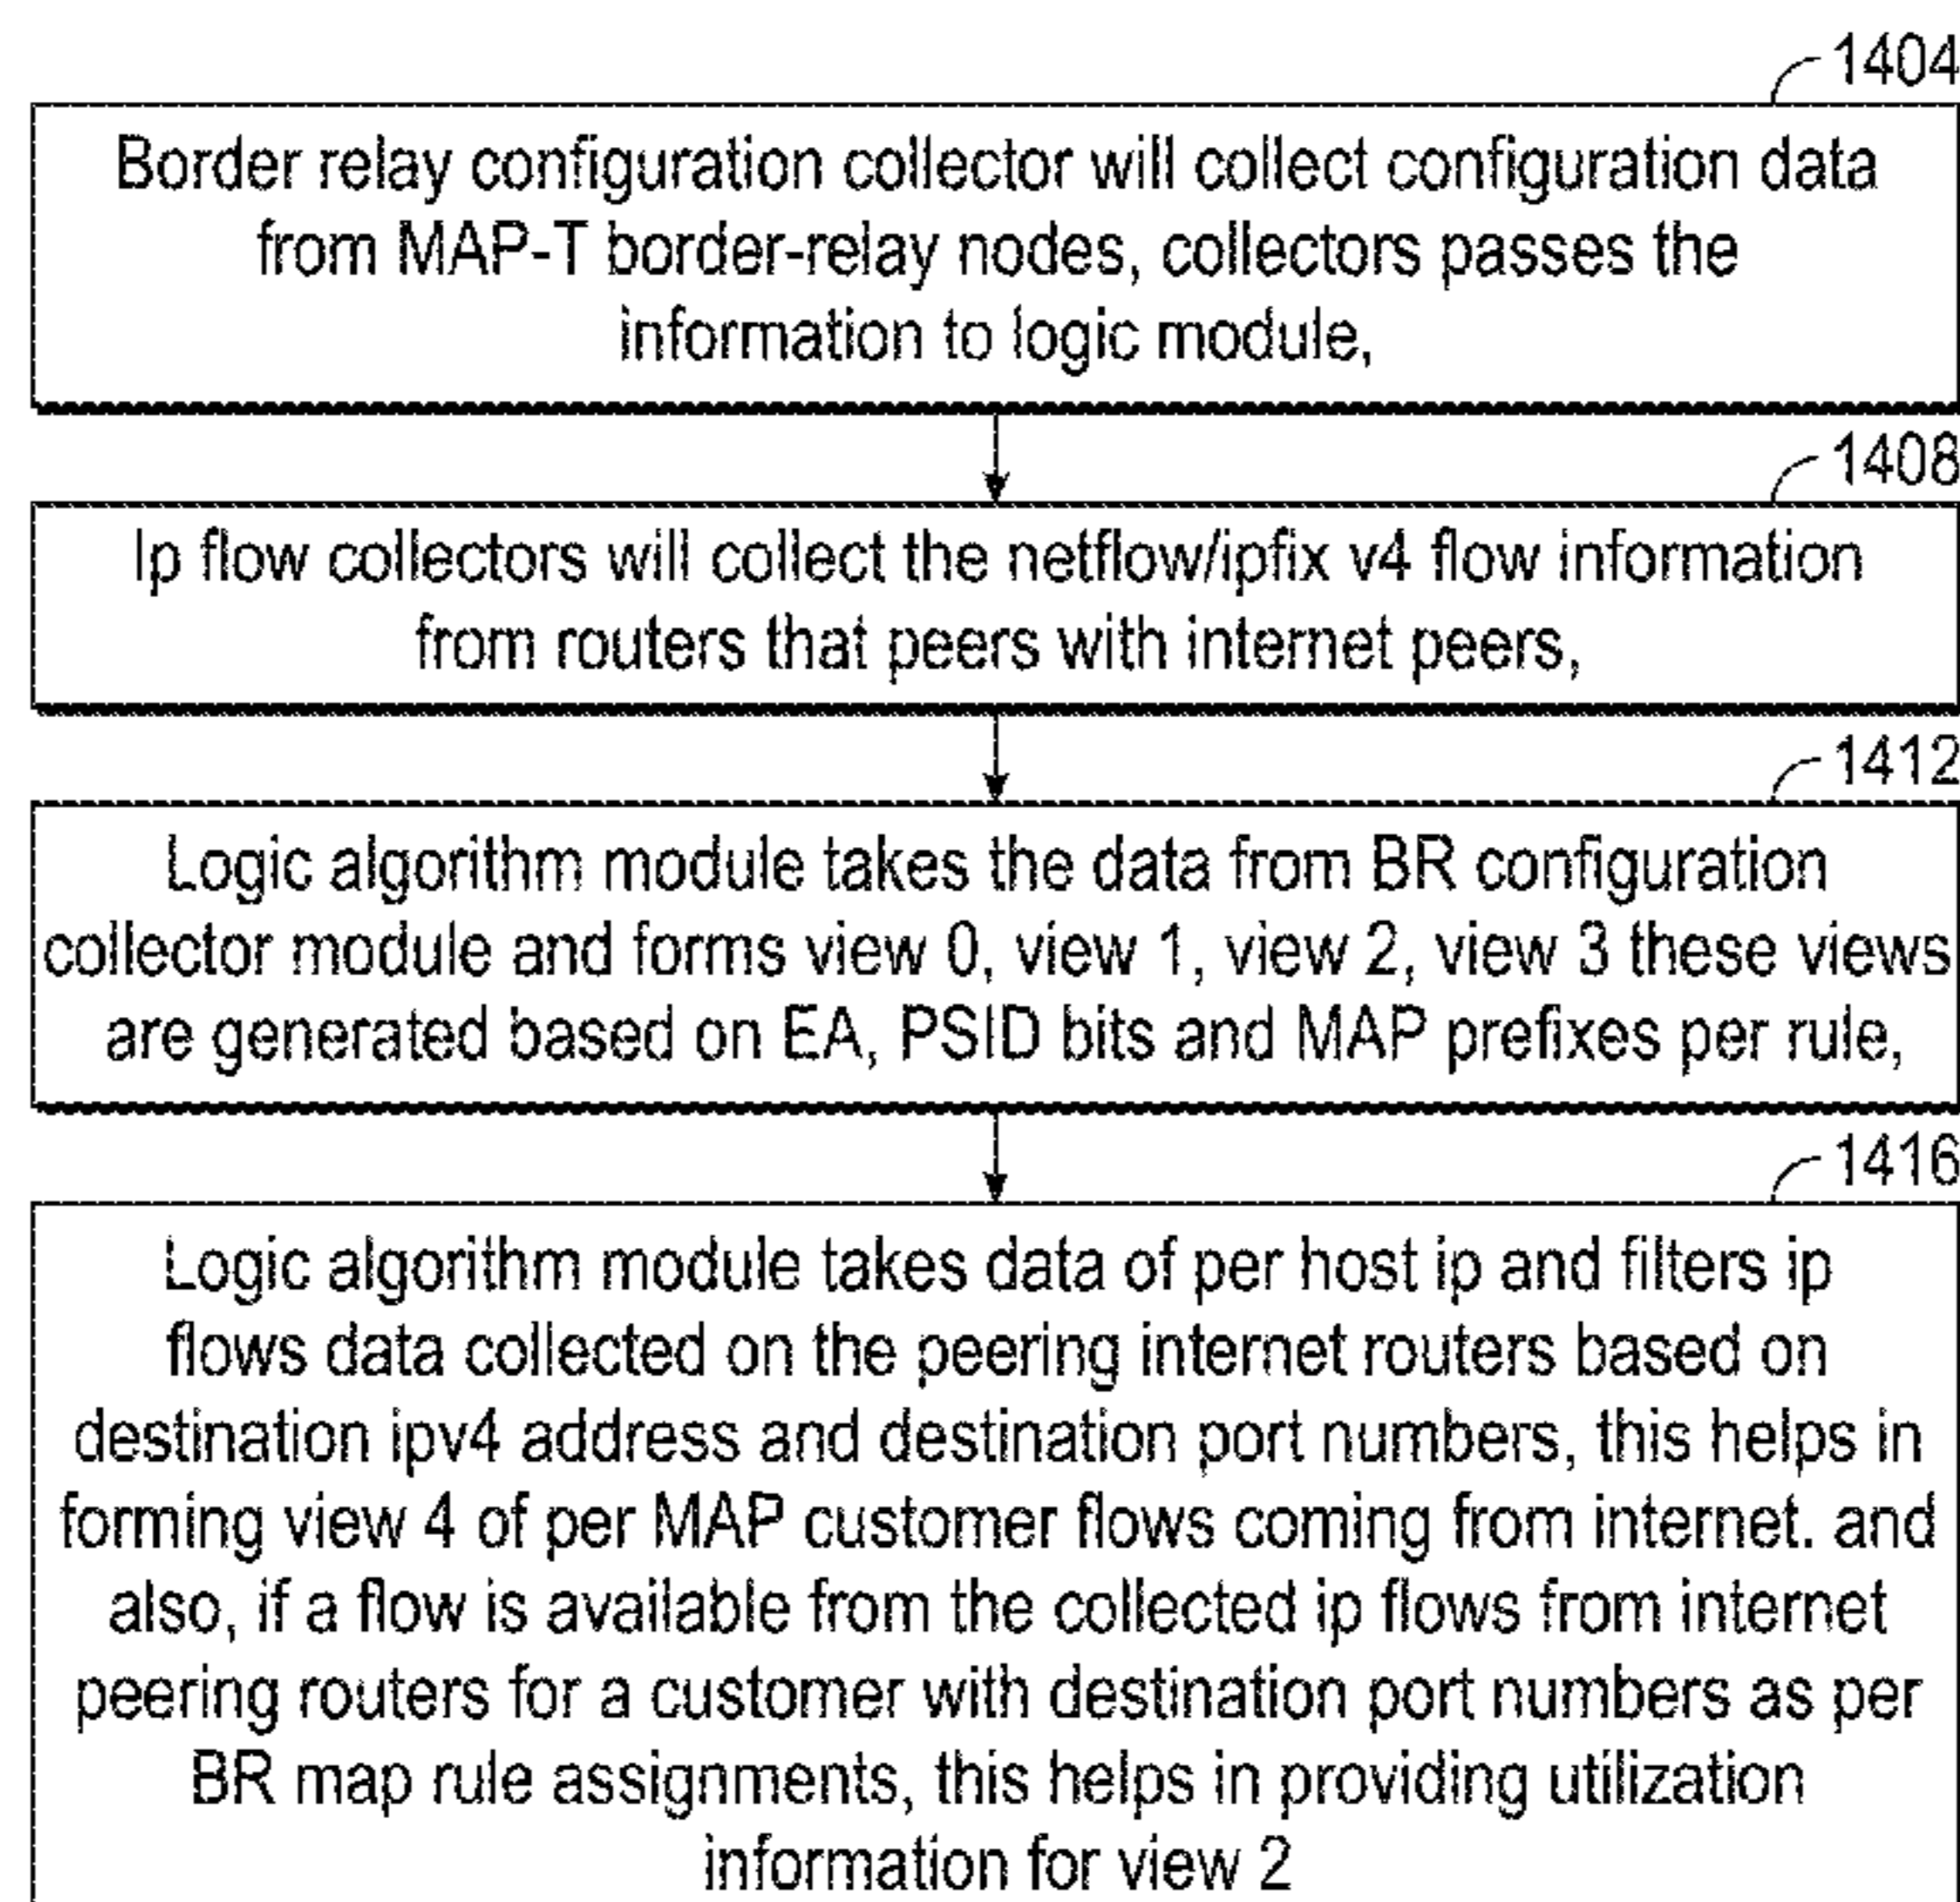 1404
Border relay configuration collector will collect configuration data
from MAP-T border-relay nodes, collectors passes the
information to logic module,
1408
Ip flow collectors will collect the netflow/ipfix v4 flow information
from routers that peers with internet peers,
1412
Logic algorithm module takes the data from BR configuration
collector module and forms view 0, view 1, view 2, view 3 these views
are generated based on EA, PSID bits and MAP prefixes per rule,
1416
Logic algorithm module takes data of per host ip and filters ip
flows data collected on the peering internet routers based on
destination ipv4 address and destination port numbers, this helps in
forming view 4 of per MAP customer flows coming from internet. and
also, if a flow is available from the collected ip flows from internet
peering routers for a customer with destination port numbers as per
BR map rule assignments, this helps in providing utilization
information for view 2